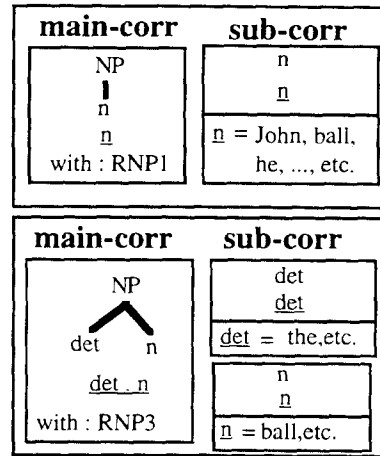 main-corr
NP
n
n
with : RNP1
sub-corr
n
n
n = John, ball,
he, ..., etc.
main-corr
NP
det n
det . n
with : RNP3
sub-corr
det
det
det = the,etc.
n
n
n = ball,etc.